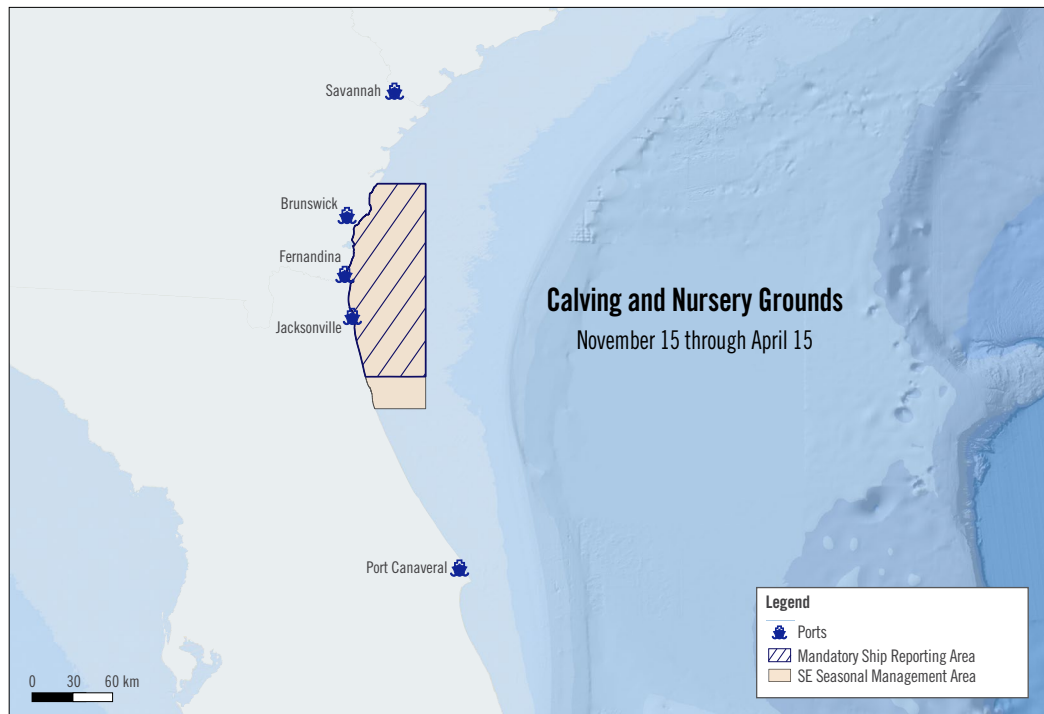 Savannah
Brunswick
Fernandina
Calving and Nursery Grounds
Jacksonville
November 15 through April 15
Port Canaveral
Legend
Ports
Mandatory Ship Reporting Area
SE Seasonal Management Area
0 30 60 km